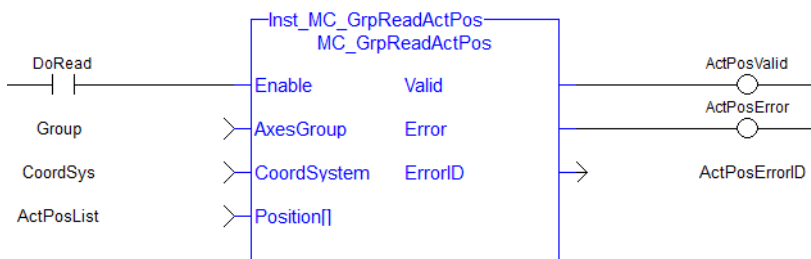 Inst_MC_GrpReadActPos
MC_GrpReadActPos
DoRead
ActPosValid
Enable
Valid
ActPosError
Group
AxesGroup
Error
CoordSys
CoordSystem
ErrorID
ActPosErrorID
ActPosList
Position[]